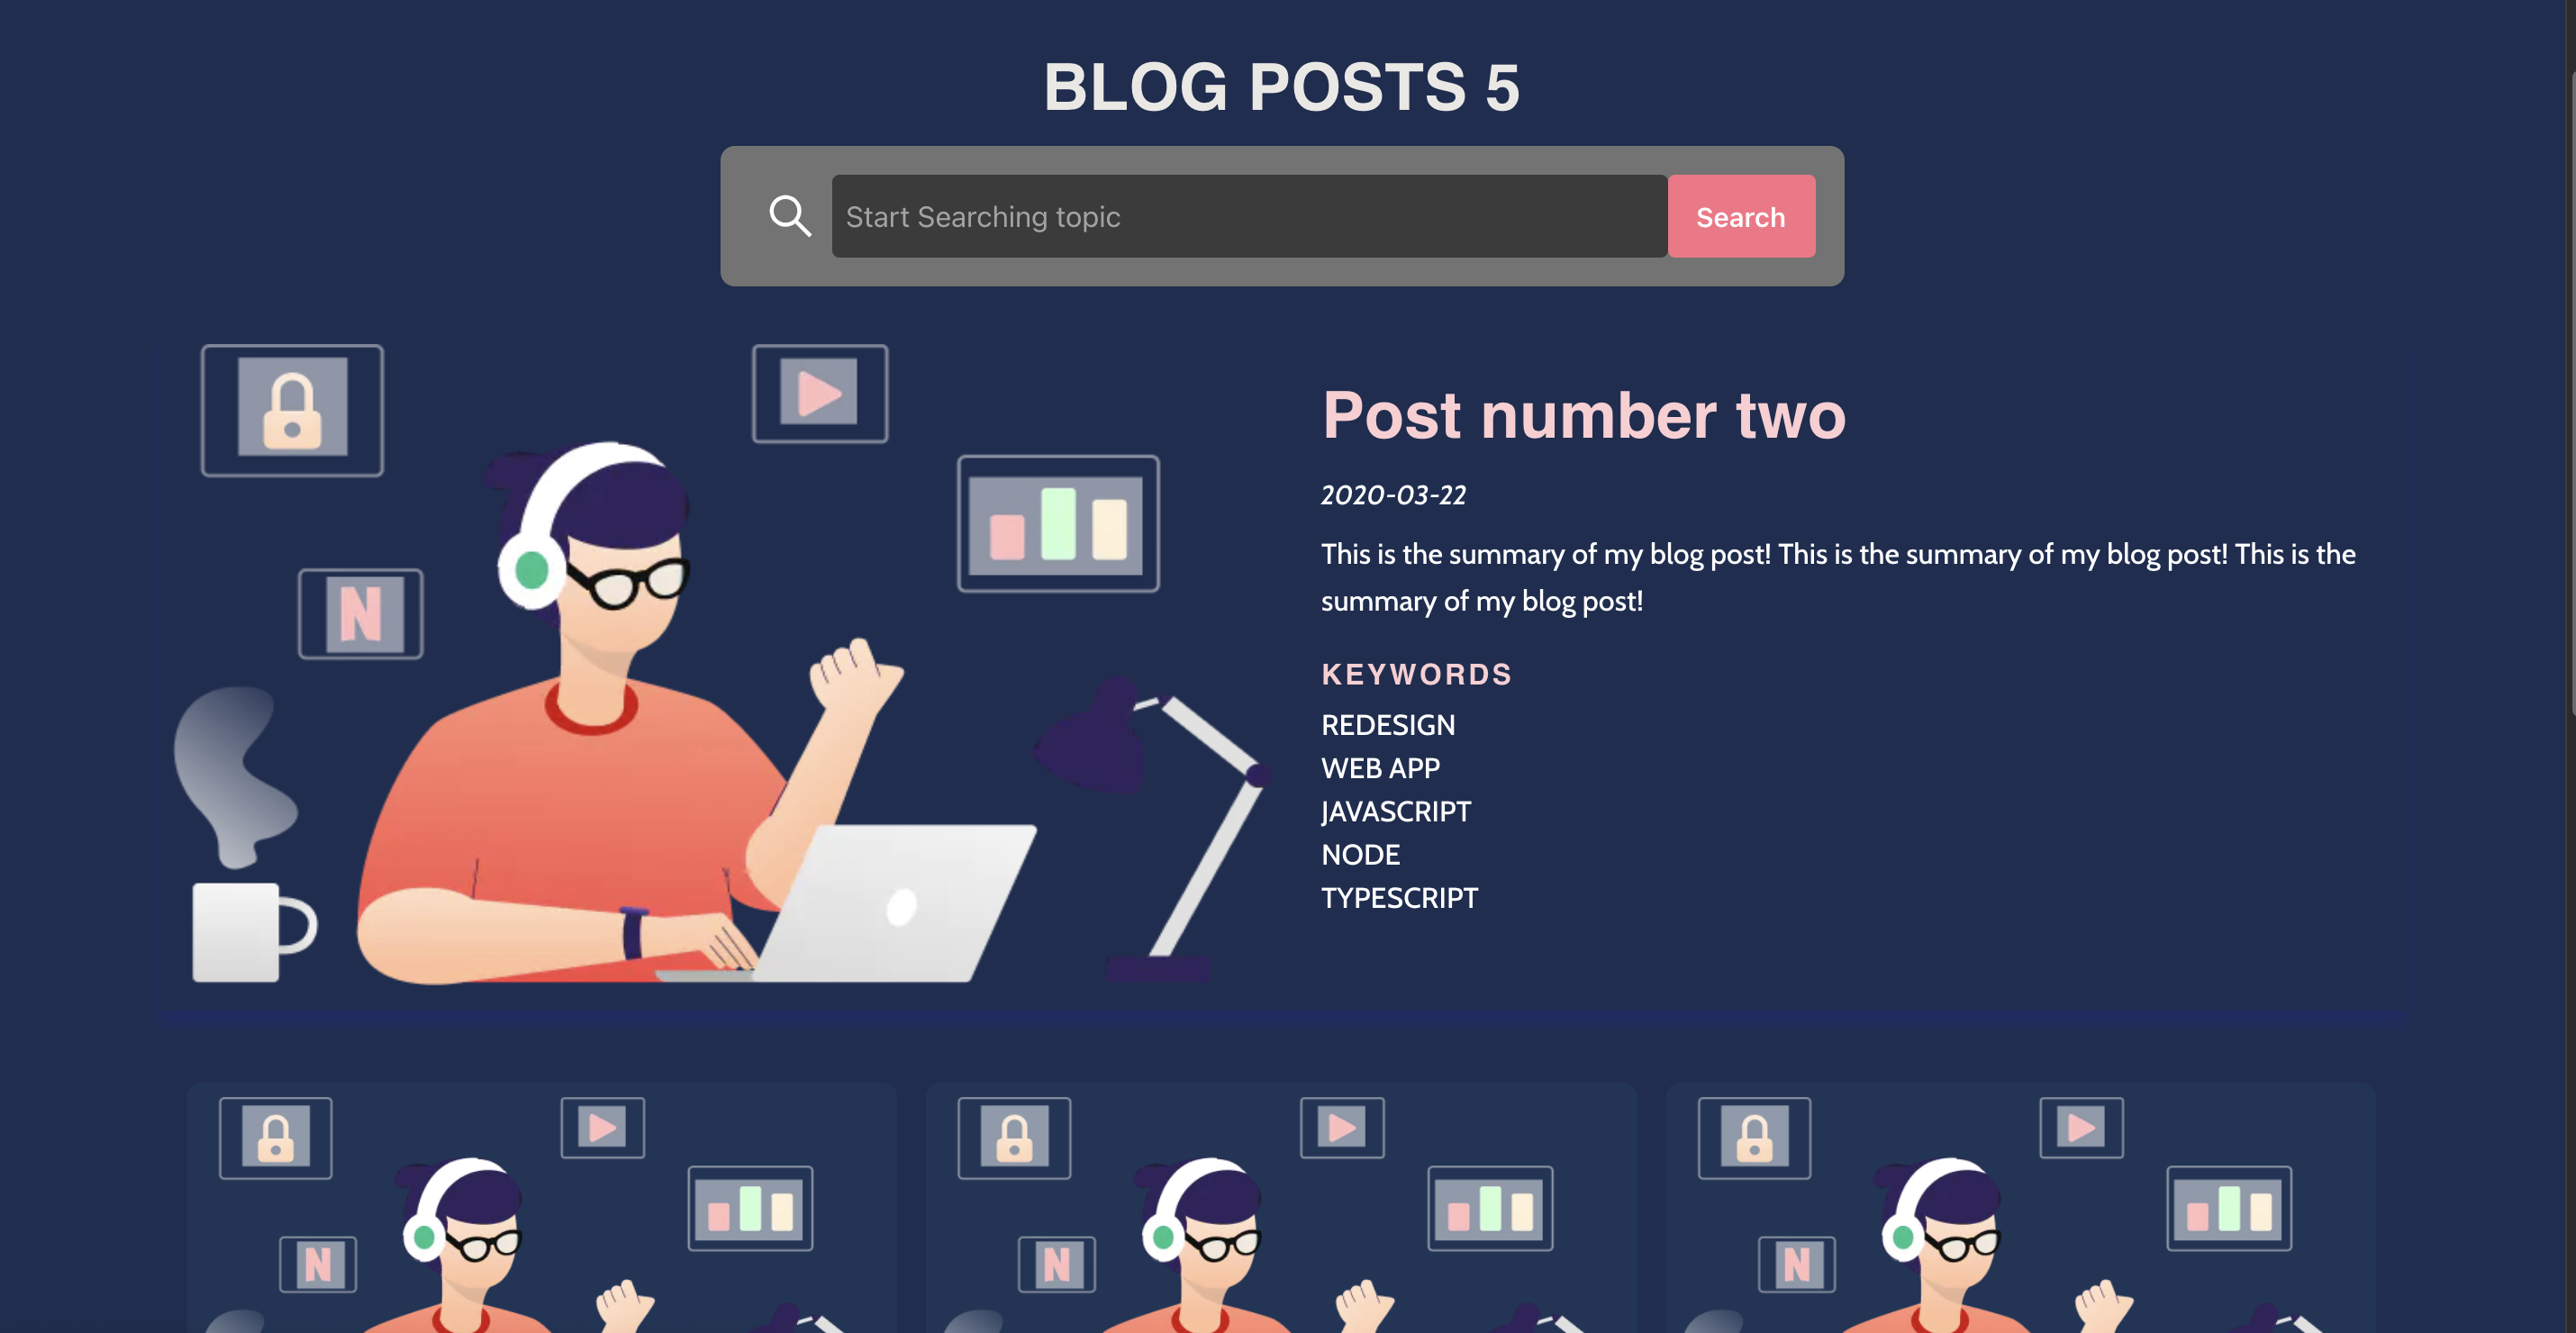 BLOG POSTS 5
Start Searching topic
Search
Post number two
2020-03-22
This is the summary of my blog post! This is the summary of my blog post! This is the
summary of my blog post!
KEYWORDS
REDESIGN
WEB APP
JAVASCRIPT
NODE
TYPESCRIPT
N
N
N
N